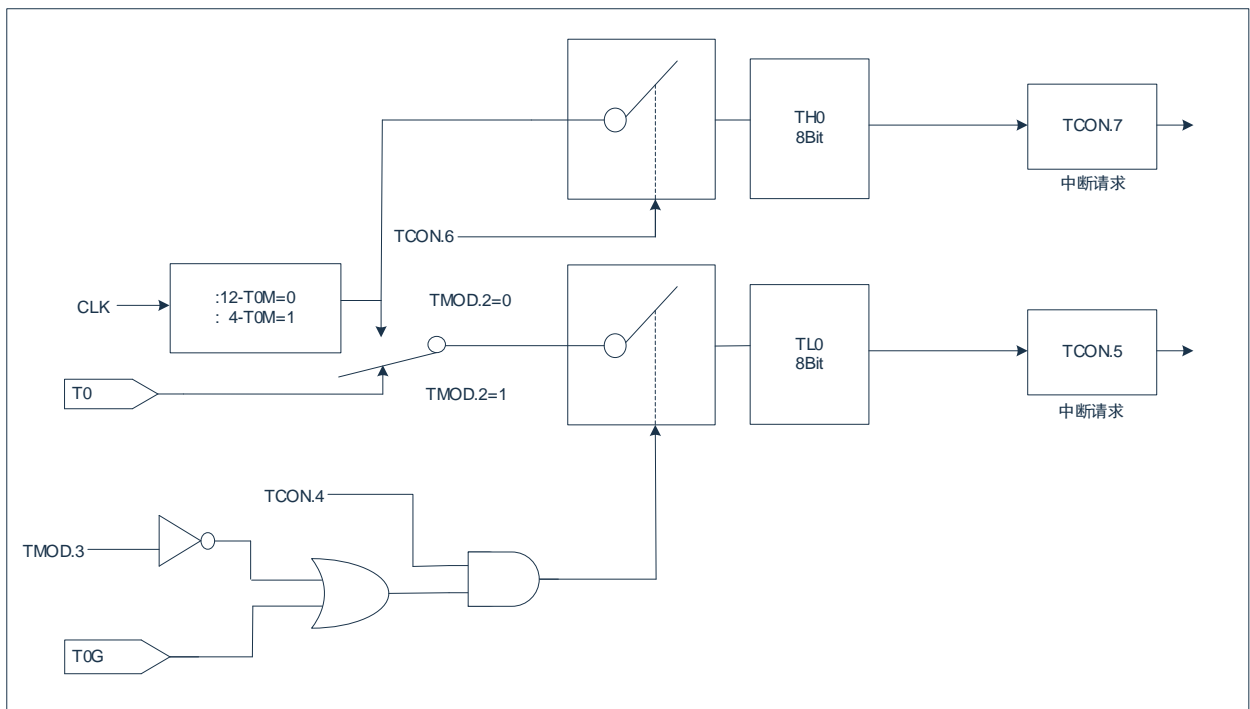 TH0
8Bit
TCON.7
中断请求
TCON.6
CLK
:12-T0M=0
: 4-T0M=1
TMOD.2=0
TL0
8Bit
TCON.5
中断请求
T0
TMOD.2=1
TCON.4
TMOD.3
T0G